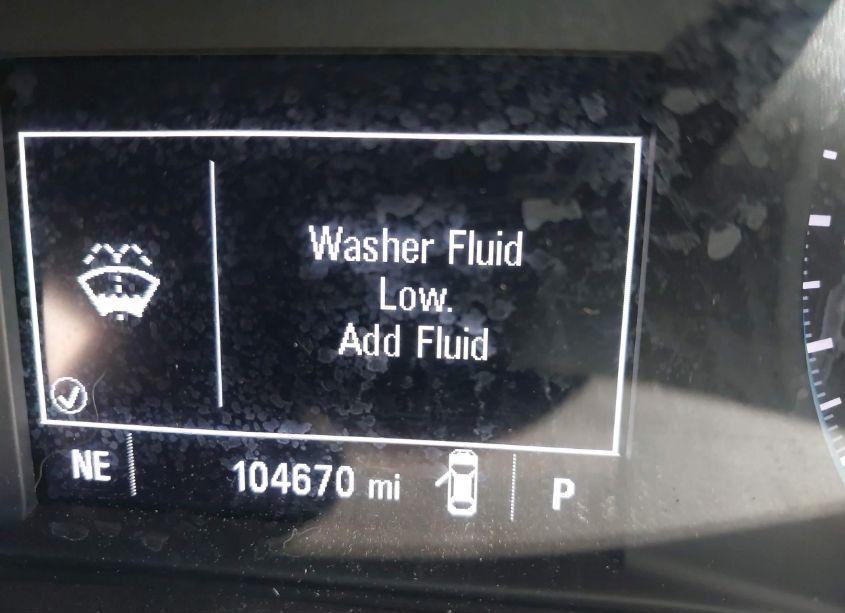 Washer Fluid
Low.
Add Fluid
NE 104670 mi P